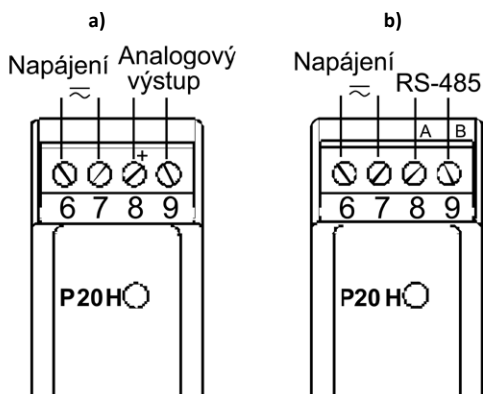 a)
Napájení
Analogový
výstup
+
6 7 8 9
P20H
b)
Napájení
RS-485
A B
6 7 8 9
P20H